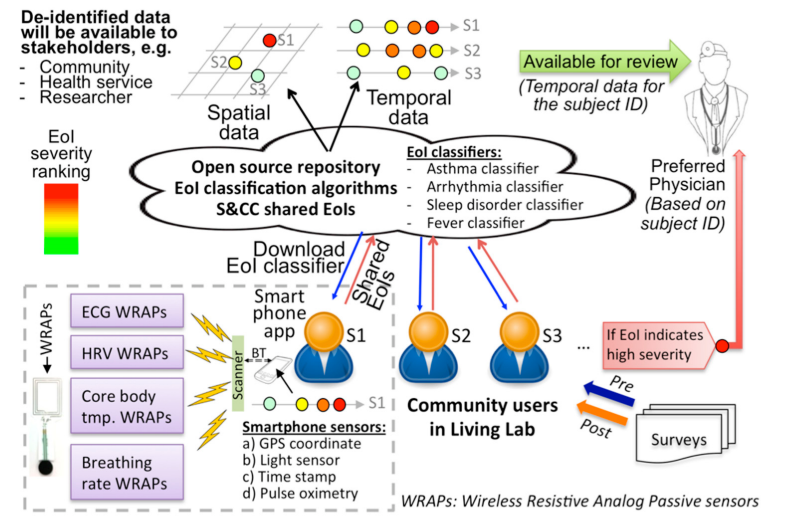 De-identified data
will be available to
stakeholders, e.g.
- Community
- Health service
- Researcher
S1
S2
S3
Spatial
data
S1
S2
S3
Temporal
data
Available for review
(Temporal data for
the subject ID)
Preferred
Physician
(Based on
subject ID)
EoI
severity
ranking
Open source repository
EoI classification algorithms
S&CC shared EoIs
EoI classifiers:
- Asthma classifier
- Arrhythmia classifier
- Sleep disorder classifier
- Fever classifier
Download
EoI classifier
Shared
EoIs
WRAPs
ECG WRAPs
HRV WRAPs
Core body
tmp. WRAPs
Breathing
rate WRAPs
Scanner
BT
Smart
phone
app
S1
S1
Smartphone sensors:
a) GPS coordinate
b) Light sensor
c) Time stamp
d) Pulse oximetry
S2
S3
...
If EoI indicates
high severity
Community users
in Living Lab
Pre
Post
Surveys
WRAPs: Wireless Resistive Analog Passive sensors